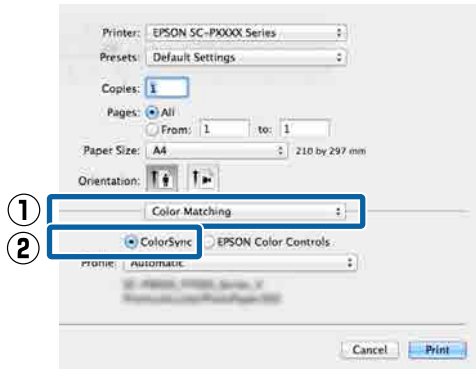 Printer: EPSON SC-PXXXX Series
Presets: Default Settings
Copies: 1
Pages: All
From: 1 to: 1
Paper Size: A4 210 by 297 mm
Orientation:
① Color Matching
② ColorSync EPSON Color Controls
Profile: Automatic
Cancel Print